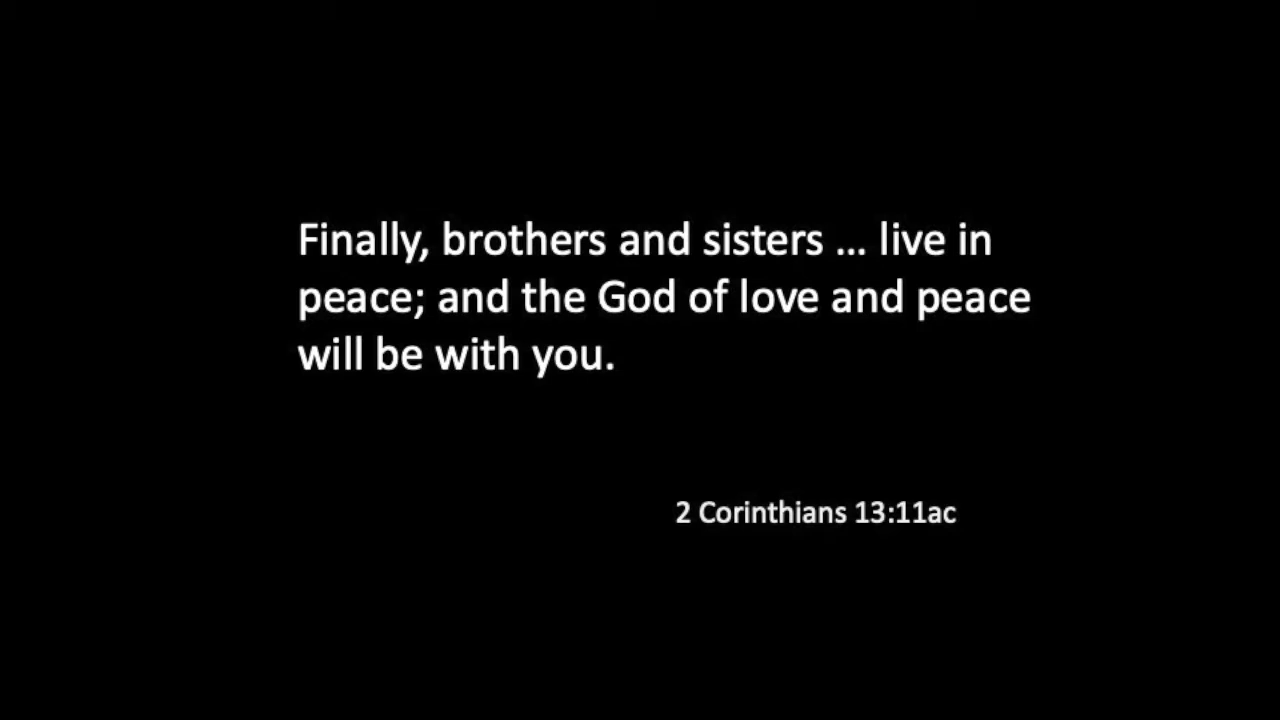 Finally, brothers and sisters ... live in
peace; and the God of love and peace
will be with you.
2 Corinthians 13:11ac